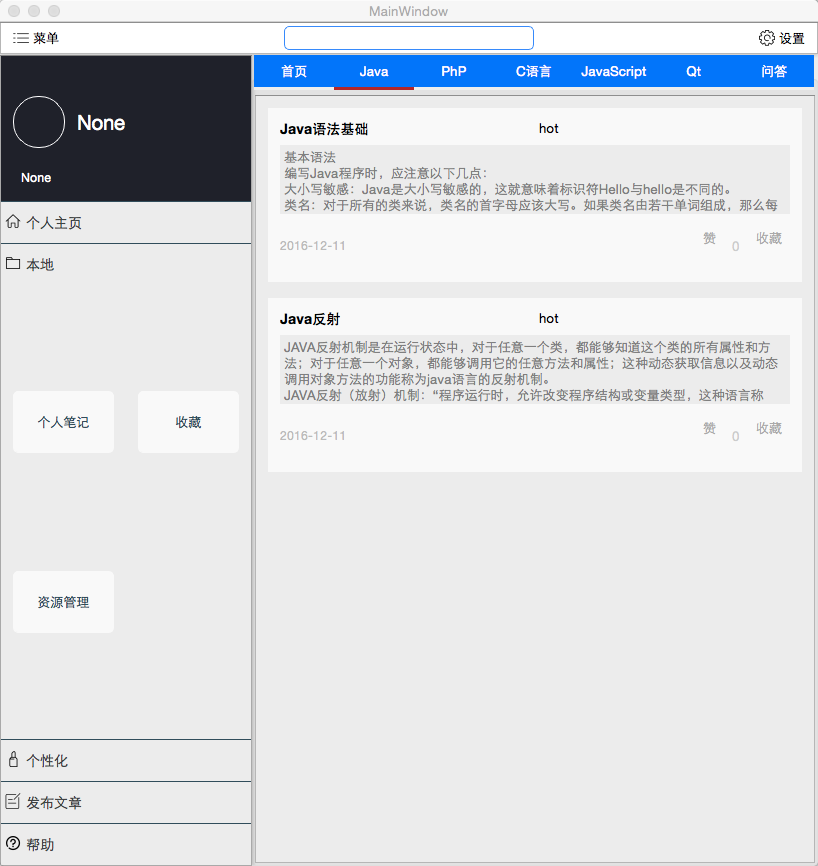 MainWindow
菜单
设置
None
None
个人主页
本地
个人笔记
收藏
资源管理
个性化
发布文章
帮助
首页
Java
PhP
C语言
JavaScript
Qt
问答
Java语法基础
hot
基本语法
编写Java程序时，应注意以下几点：
大小写敏感：Java是大小写敏感的，这就意味着标识符Hello与hello是不同的。
类名：对于所有的类来说，类名的首字母应该大写。如果类名由若干单词组成，那么每
2016-12-11
赞
0
收藏
Java反射
hot
JAVA反射机制是在运行状态中，对于任意一个类，都能够知道这个类的所有属性和方
法；对于任意一个对象，都能够调用它的任意方法和属性；这种动态获取信息以及动态
调用对象方法的功能称为java语言的反射机制。
JAVA反射（放射）机制：“程序运行时，允许改变程序结构或变量类型，这种语言称
2016-12-11
赞
0
收藏